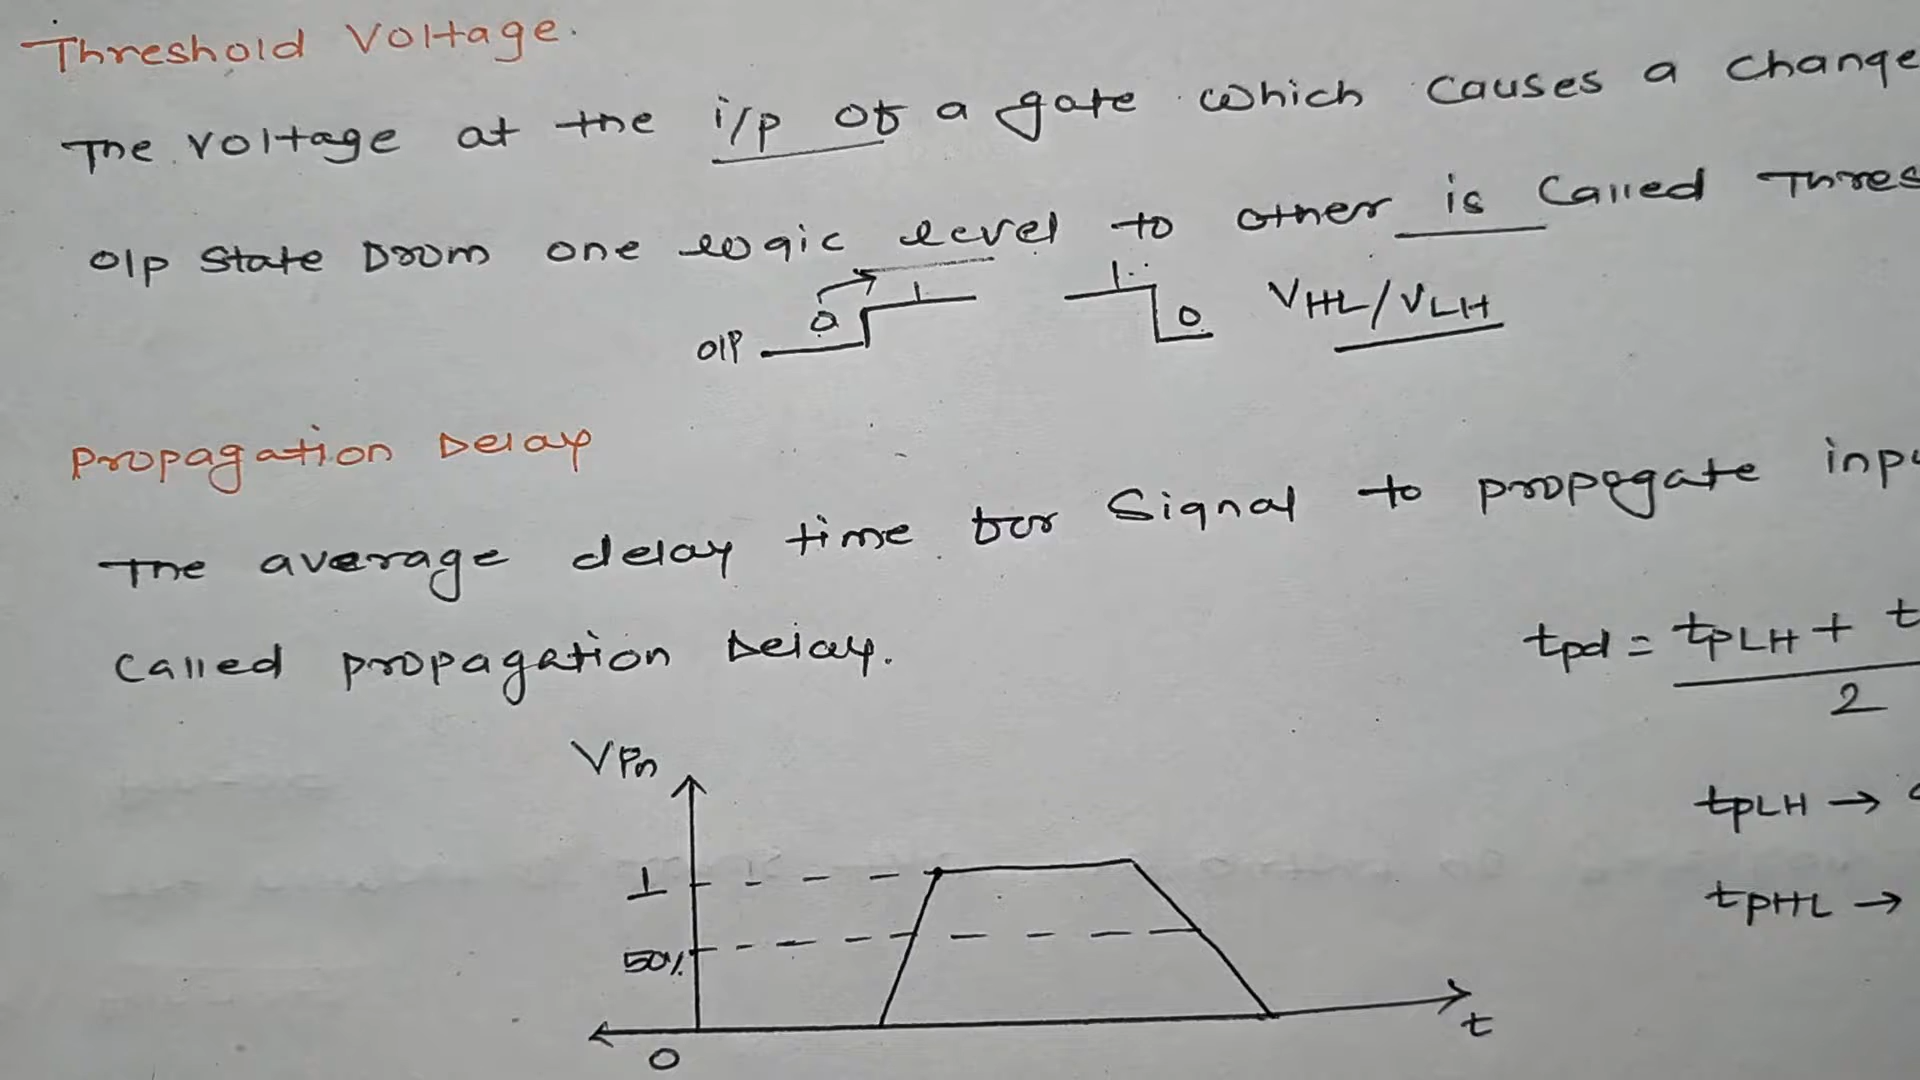 Threshold Voltage.
The voltage at the i/p of a gate which causes a change
o/p state from one logic level to other is called Thres
0 1 1 0 VHL/VLH
o/p
Propagation Delay
The average delay time for signal to propegate inpu
called propagation Delay.
tpd = tpLH + t
2
Vin
tpLH →
1
tpHL →
50%
t
0